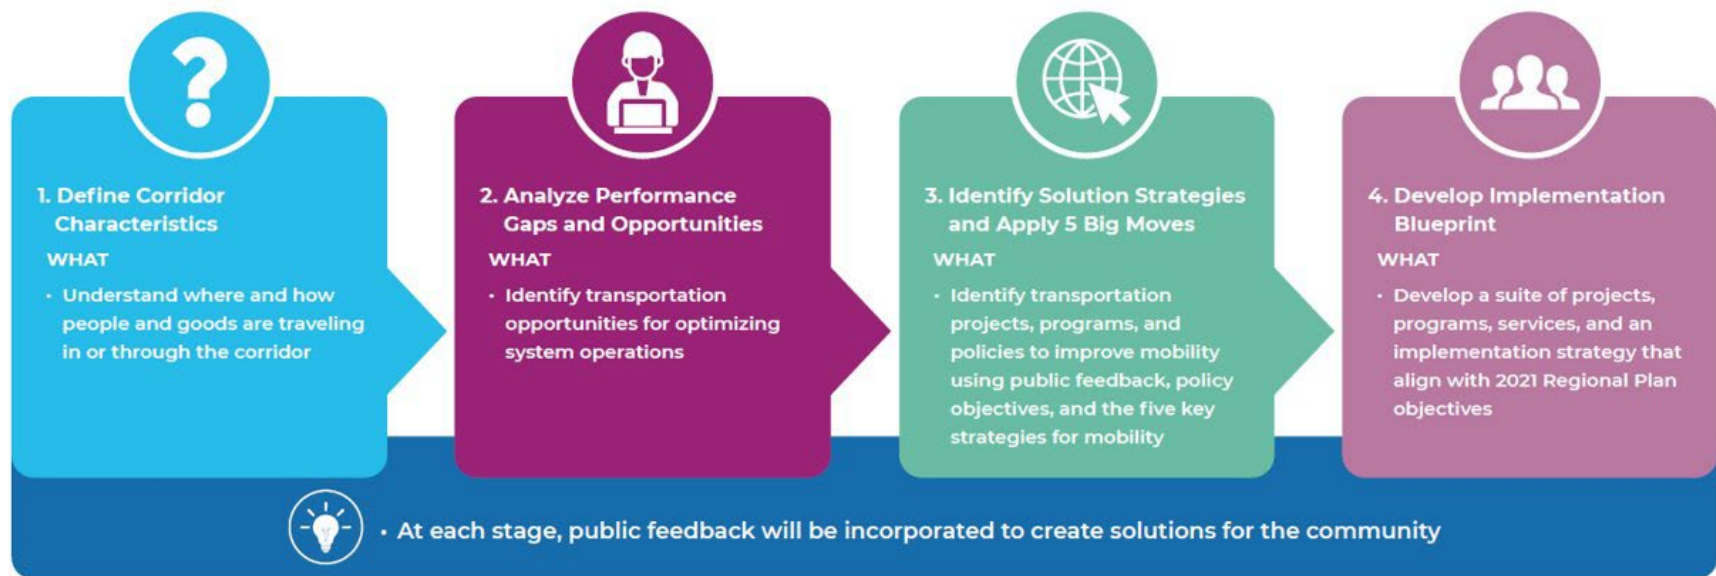 1. Define Corridor
Characteristics
WHAT
• Understand where and how
people and goods are traveling
in or through the corridor
2. Analyze Performance
Gaps and Opportunities
WHAT
• Identify transportation
opportunities for optimizing
system operations
3. Identify Solution Strategies
and Apply 5 Big Moves
WHAT
• Identify transportation
projects, programs, and
policies to improve mobility
using public feedback, policy
objectives, and the five key
strategies for mobility
4. Develop Implementation
Blueprint
WHAT
• Develop a suite of projects,
programs, services, and an
implementation strategy that
align with 2021 Regional Plan
objectives
• At each stage, public feedback will be incorporated to create solutions for the community